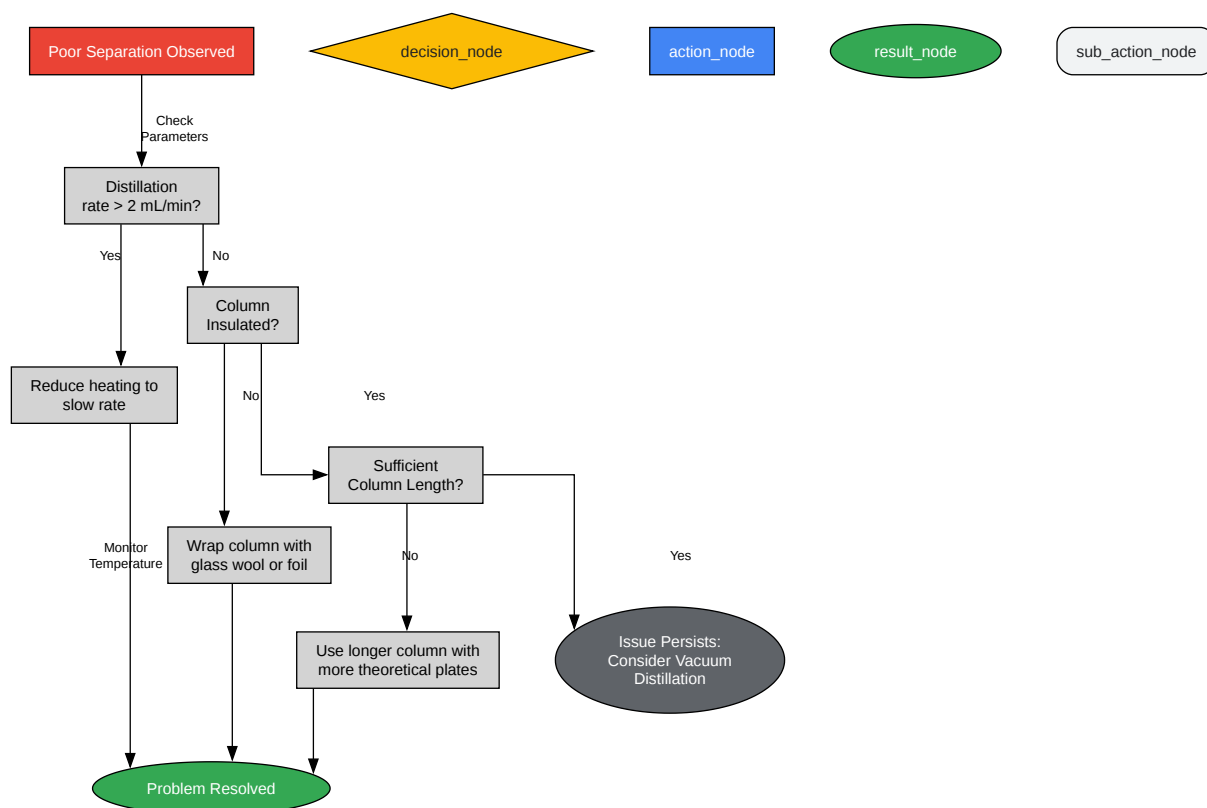 Poor Separation Observed
decision_node
action_node
result_node
sub_action_node
Check
Parameters
Distillation
rate > 2 mL/min?
Yes
No
Column
Insulated?
Reduce heating to
slow rate
No
Yes
Sufficient
Column Length?
Monitor
Temperature
Wrap column with
glass wool or foil
No
Yes
Use longer column with
more theoretical plates
Issue Persists:
Consider Vacuum
Distillation
Problem Resolved